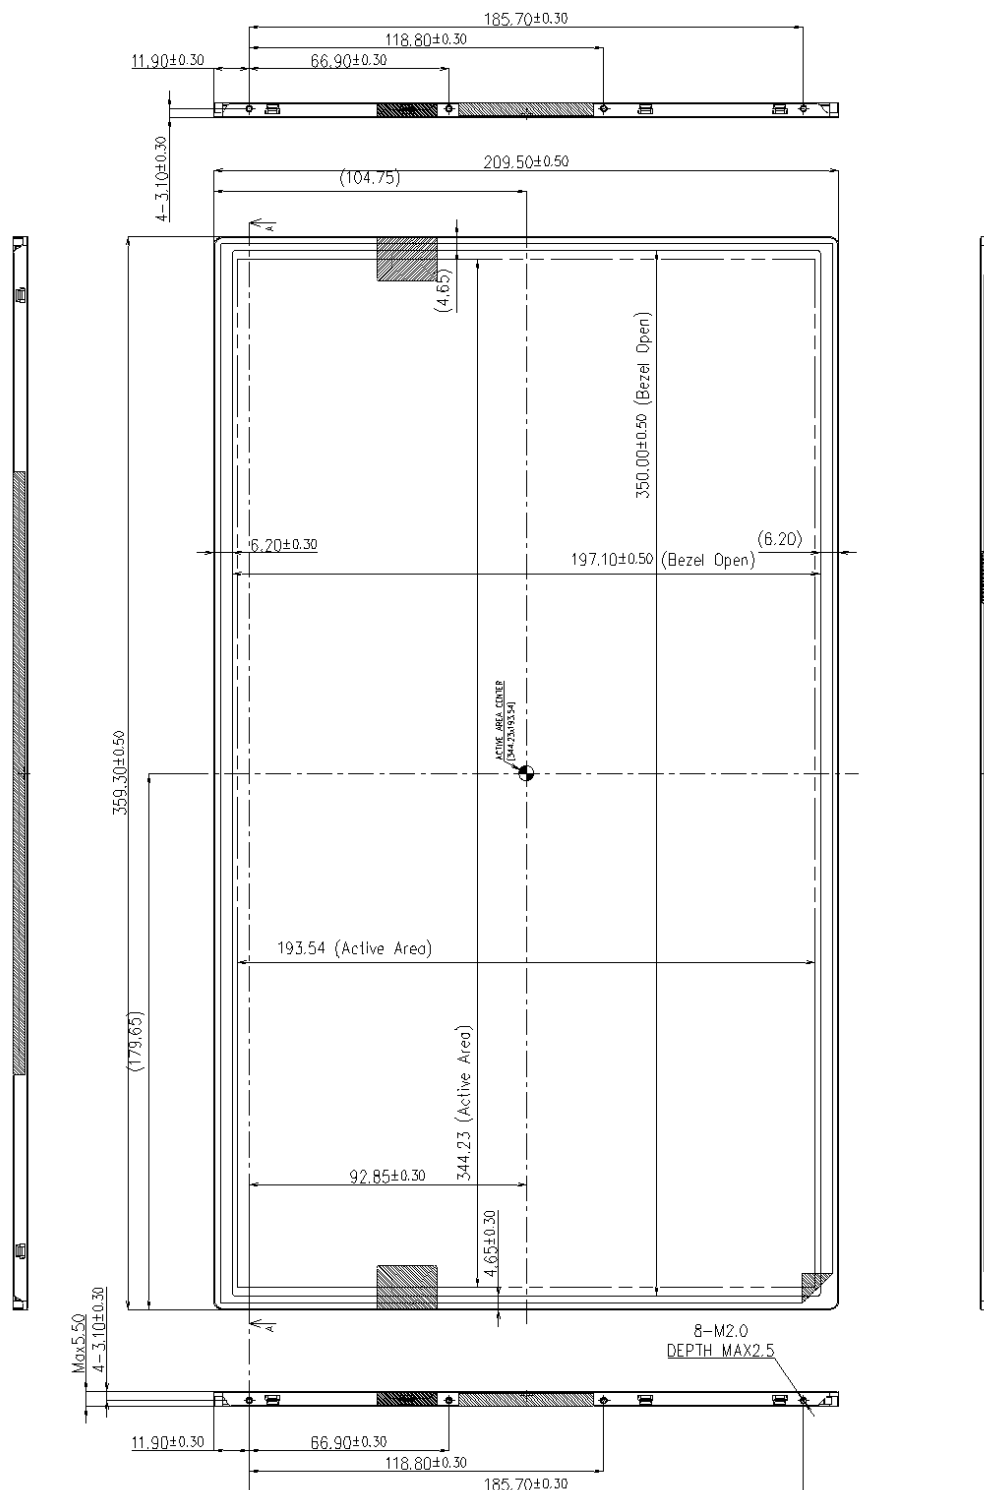 185.70±0.30
118.80±0.30
11.90±0.30
66.90±0.30
4-3.10±0.30
209.50±0.50
(104.75)
A
(4.65)
350.00±0.50 (Bezel Open)
6.20±0.30
(6.20)
197.10±0.50 (Bezel Open)
ACTIVE AREA CENTER
[344.23x193.54]
359.30±0.50
193.54 (Active Area)
(179.65)
344.23 (Active Area)
92.85±0.30
4.65±0.30
A
Max5.50
4-3.10±0.30
8-M2.0
DEPTH MAX2.5
11.90±0.30
66.90±0.30
118.80±0.30
185.70±0.30